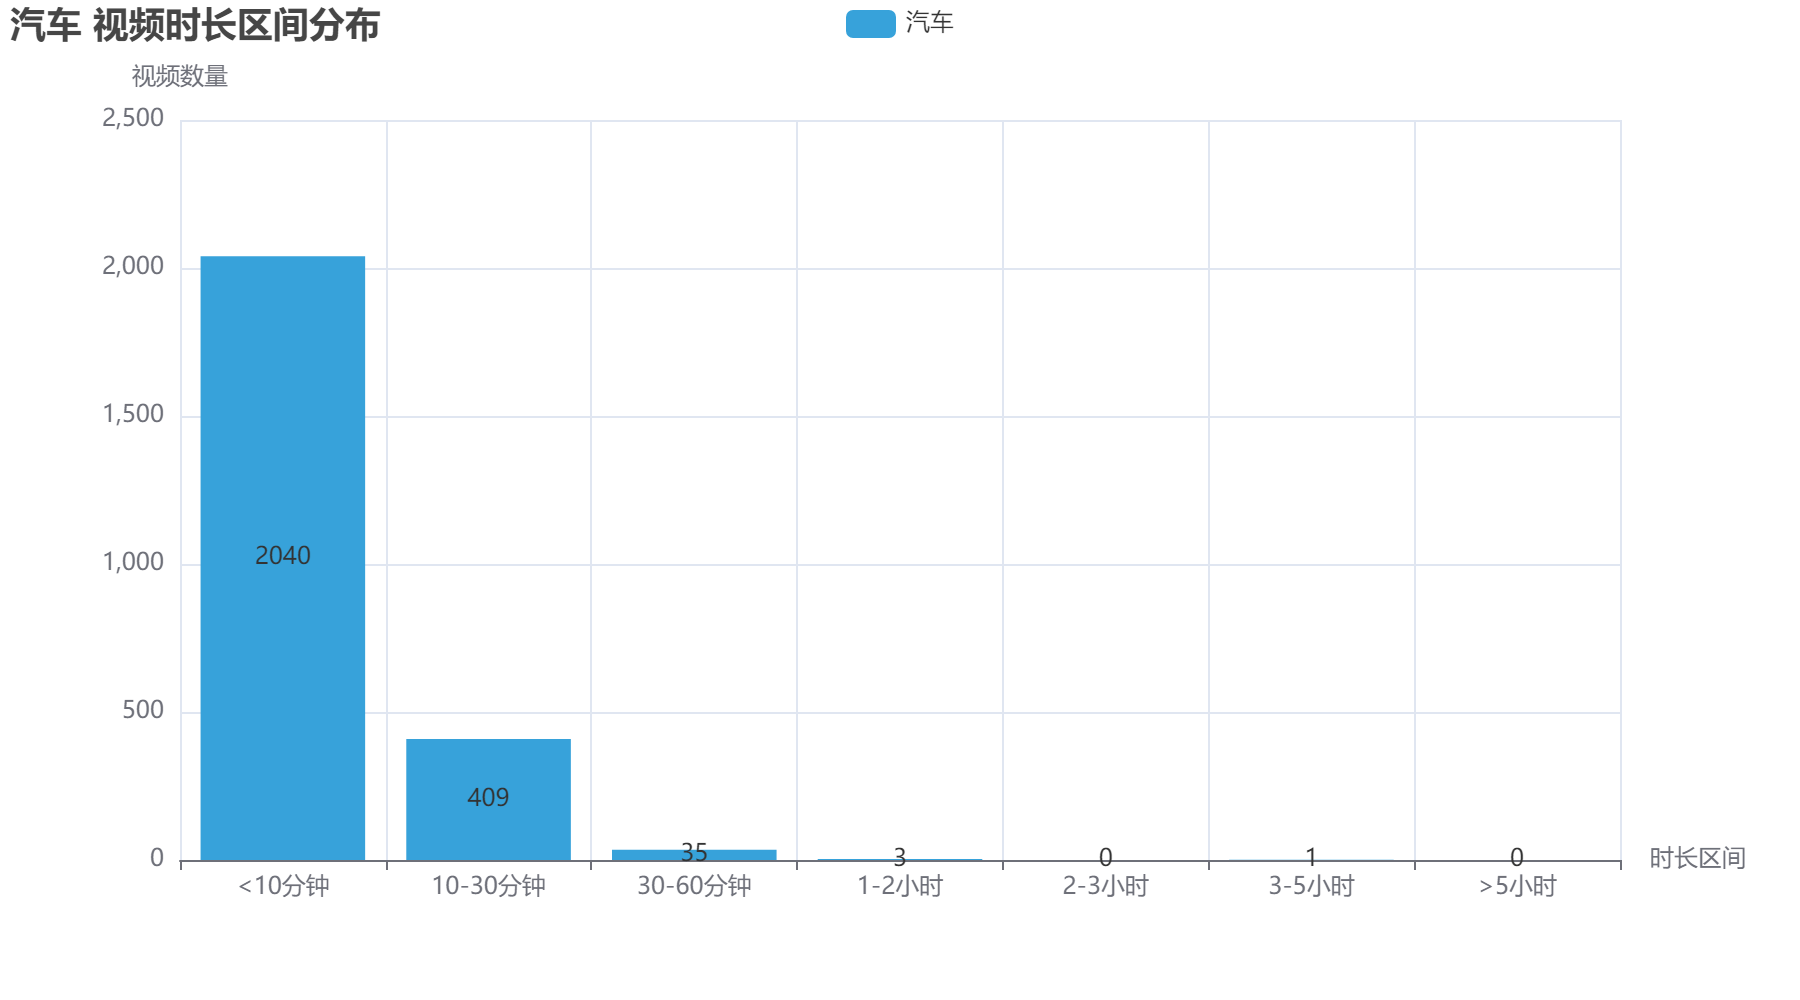 汽车 视频时长区间分布
汽车
视频数量
2,500
2,000
1,500
1,000
500
0
2040
409
35
3
0
1
0
<10分钟
10-30分钟
30-60分钟
1-2小时
2-3小时
3-5小时
>5小时
时长区间